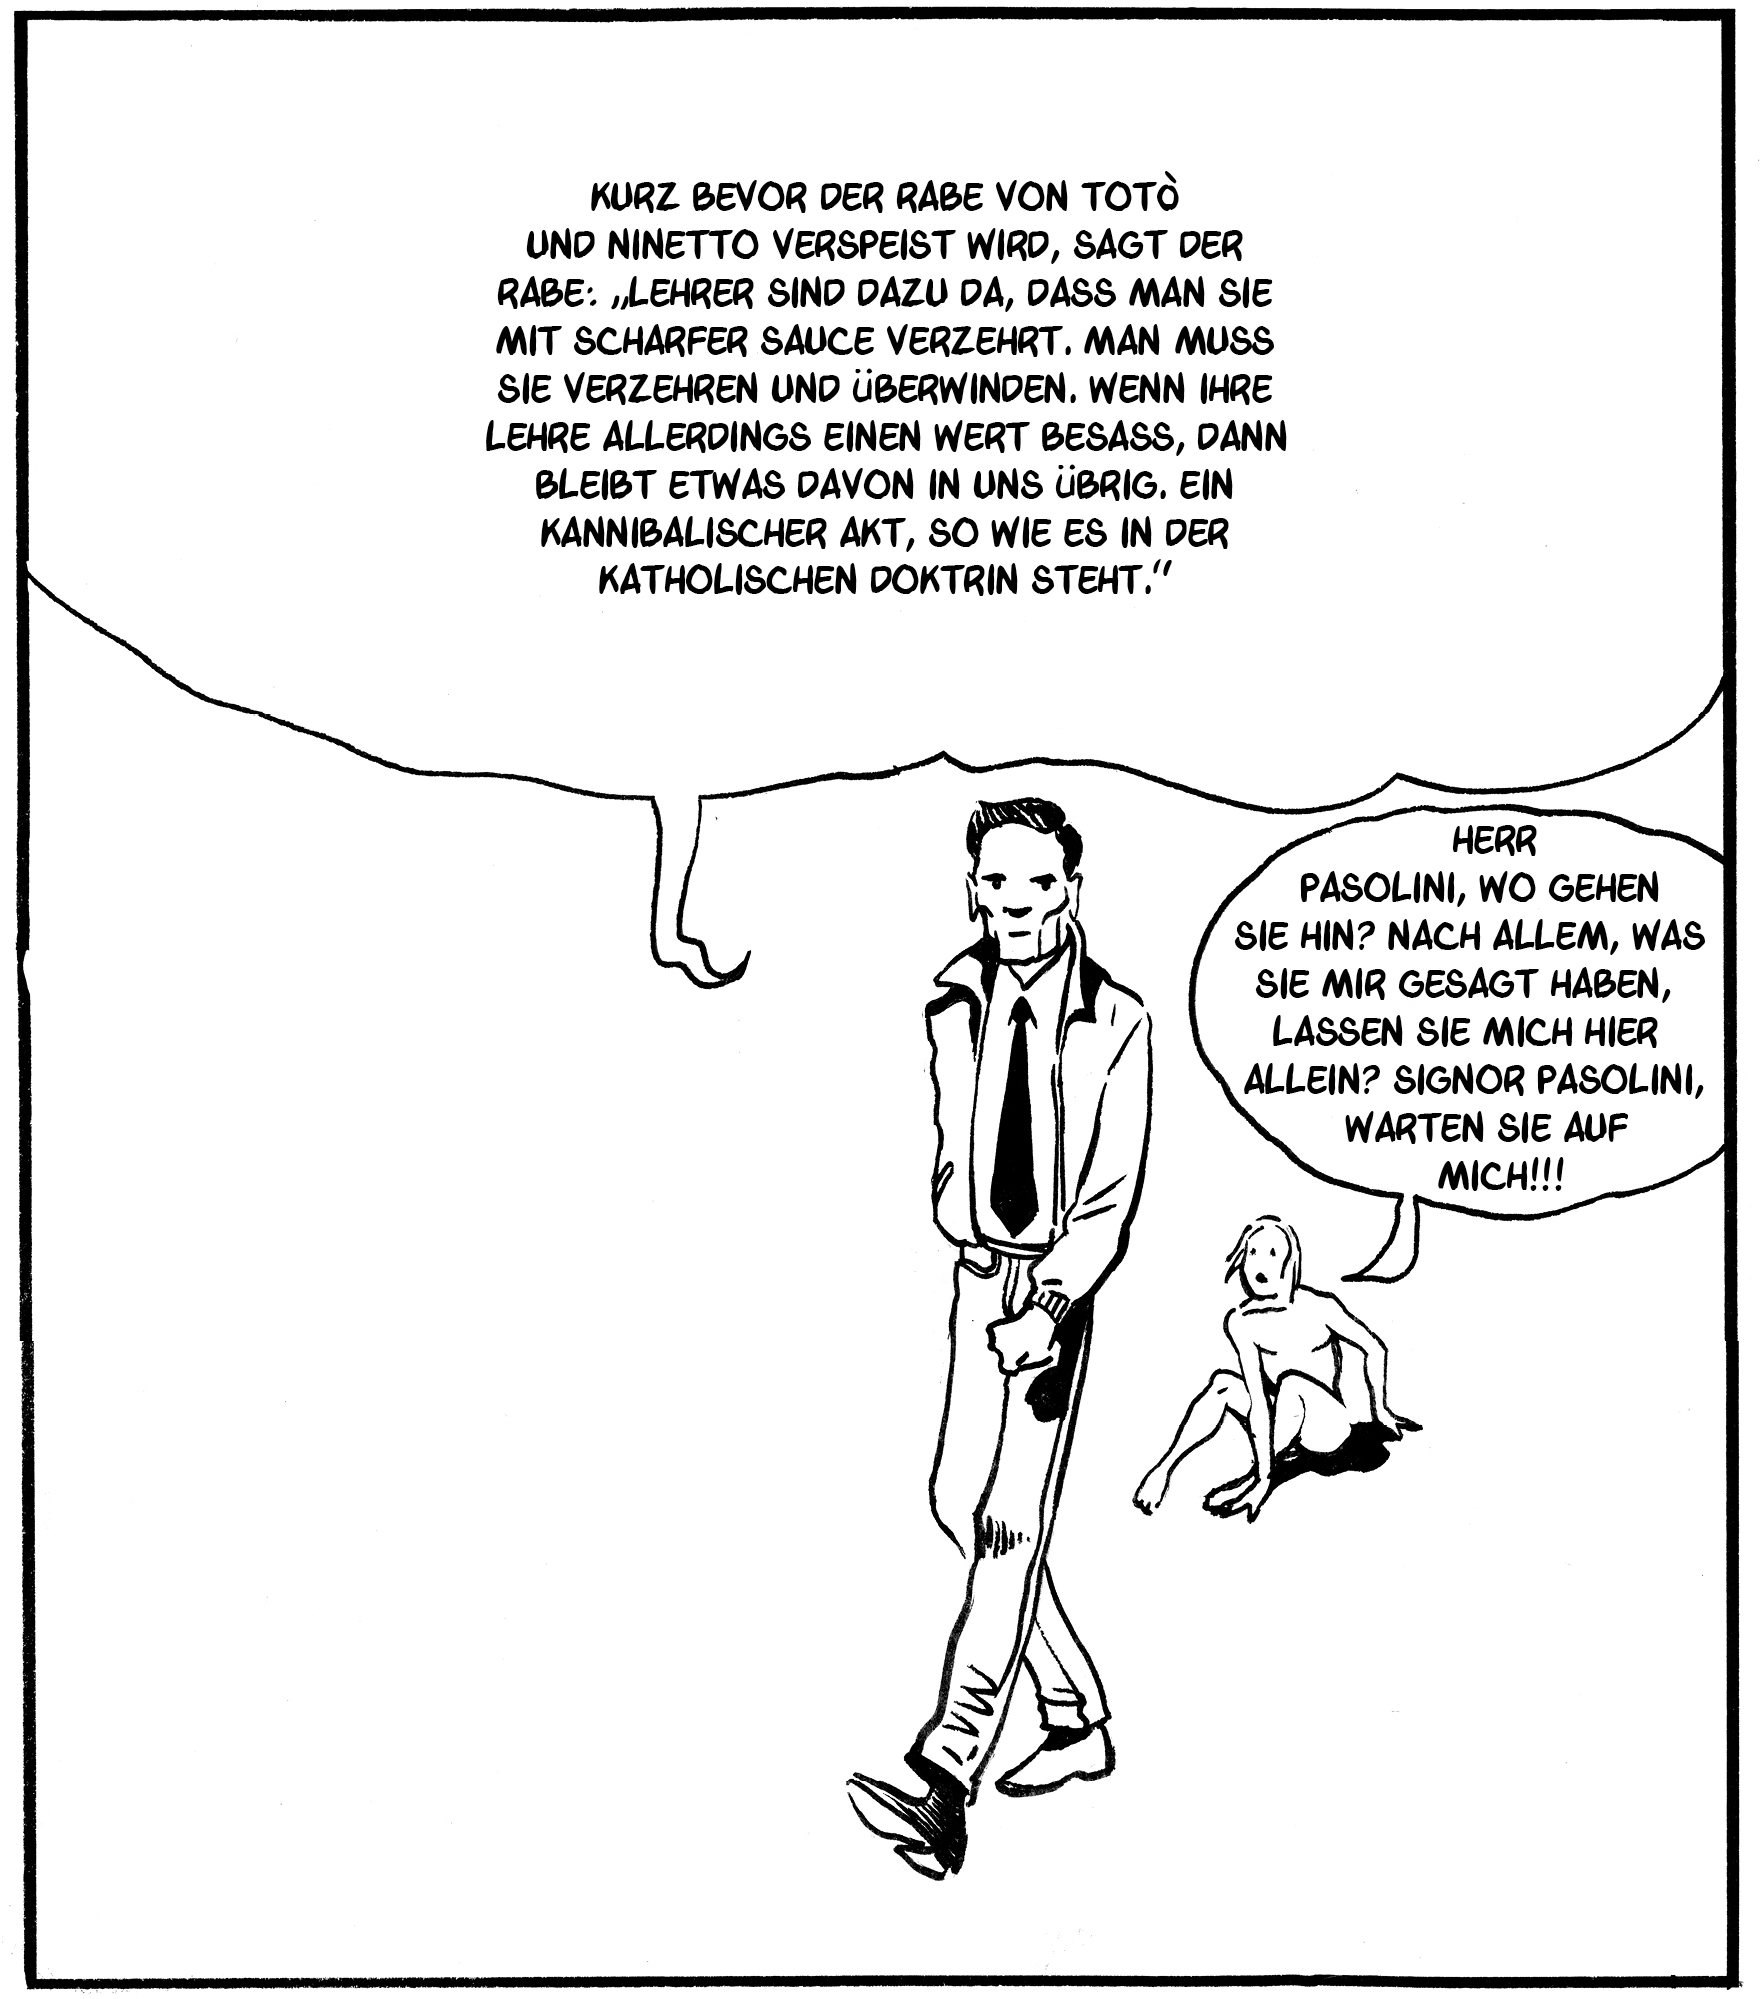 KURZ BEVOR DER RABE VON TOTÒ
UND NINETTO VERSPEIST WIRD, SAGT DER
RABE: „LEHRER SIND DAZU DA, DASS MAN SIE
MIT SCHARFER SAUCE VERZEHRT. MAN MUSS
SIE VERZEHREN UND ÜBERWINDEN. WENN IHRE
LEHRE ALLERDINGS EINEN WERT BESASS, DANN
BLEIBT ETWAS DAVON IN UNS ÜBRIG. EIN
KANNIBALISCHER AKT, SO WIE ES IN DER
KATHOLISCHEN DOKTRIN STEHT.“
HERR
PASOLINI, WO GEHEN
SIE HIN? NACH ALLEM, WAS
SIE MIR GESAGT HABEN,
LASSEN SIE MICH HIER
ALLEIN? SIGNOR PASOLINI,
WARTEN SIE AUF
MICH!!!